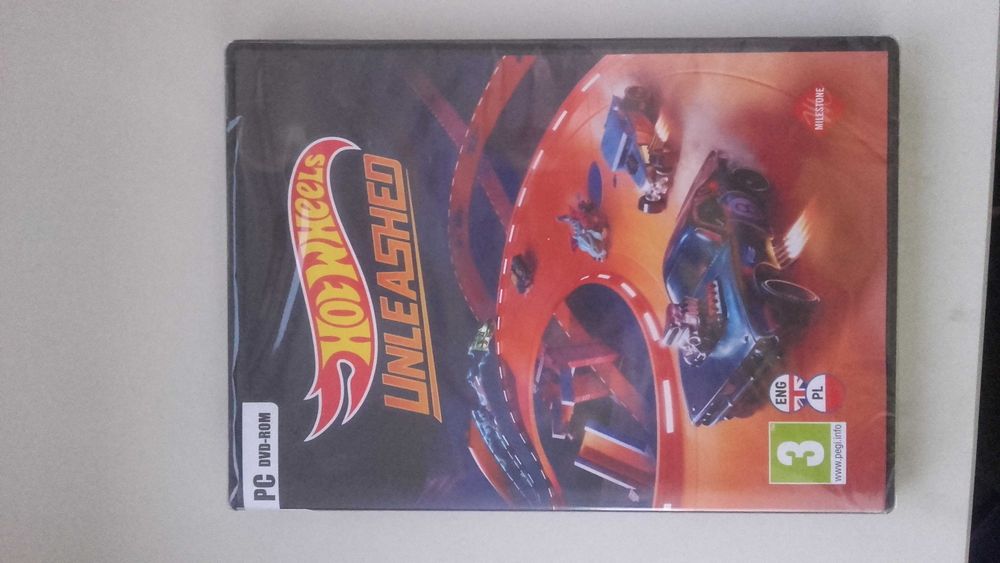 PC DVD-ROM
HOT WHEELS
UNLEASHED
3
www.pegi.info
ENG
PL
MILESTONE